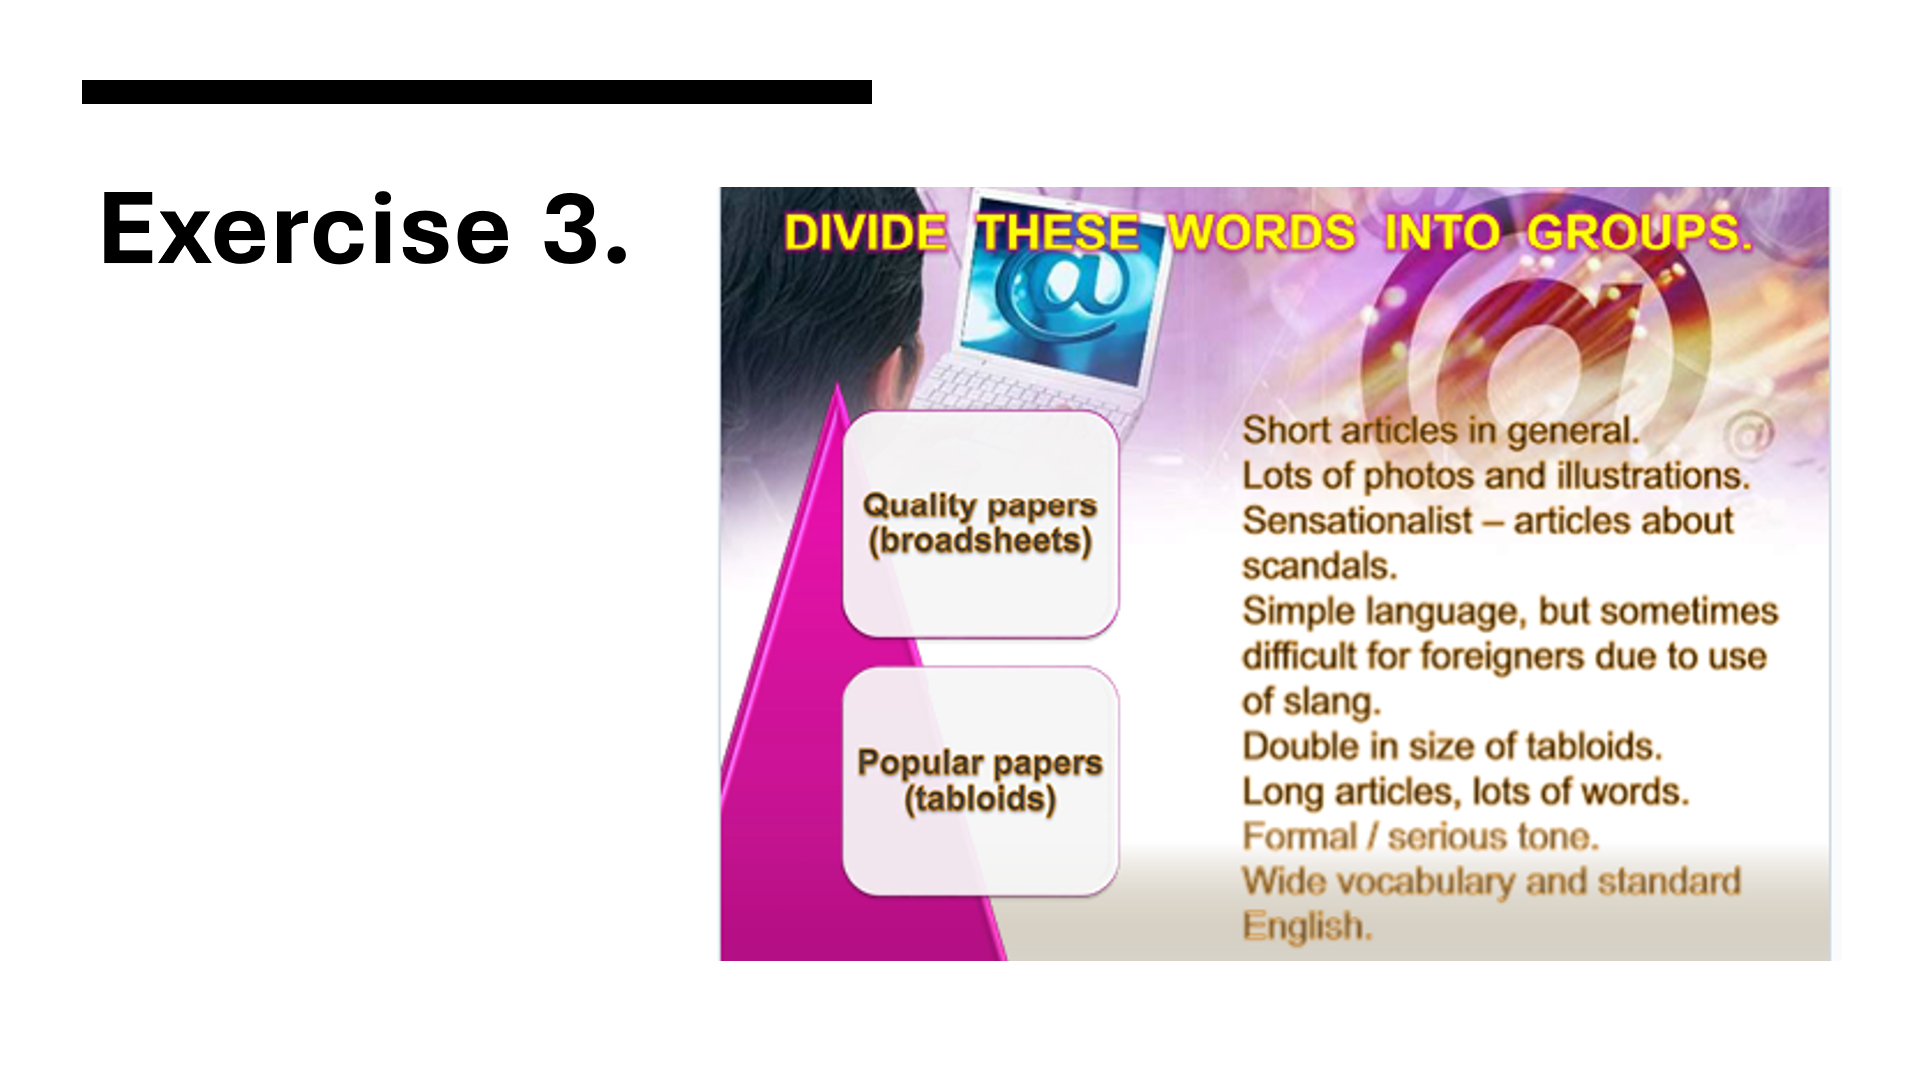 Exercise 3.
DIVIDE THESE WORDS INTO GROUPS.
Quality papers
(broadsheets)
Popular papers
(tabloids)
Short articles in general.
Lots of photos and illustrations.
Sensationalist – articles about
scandals.
Simple language, but sometimes
difficult for foreigners due to use
of slang.
Double in size of tabloids.
Long articles, lots of words.
Formal / serious tone.
Wide vocabulary and standard
English.